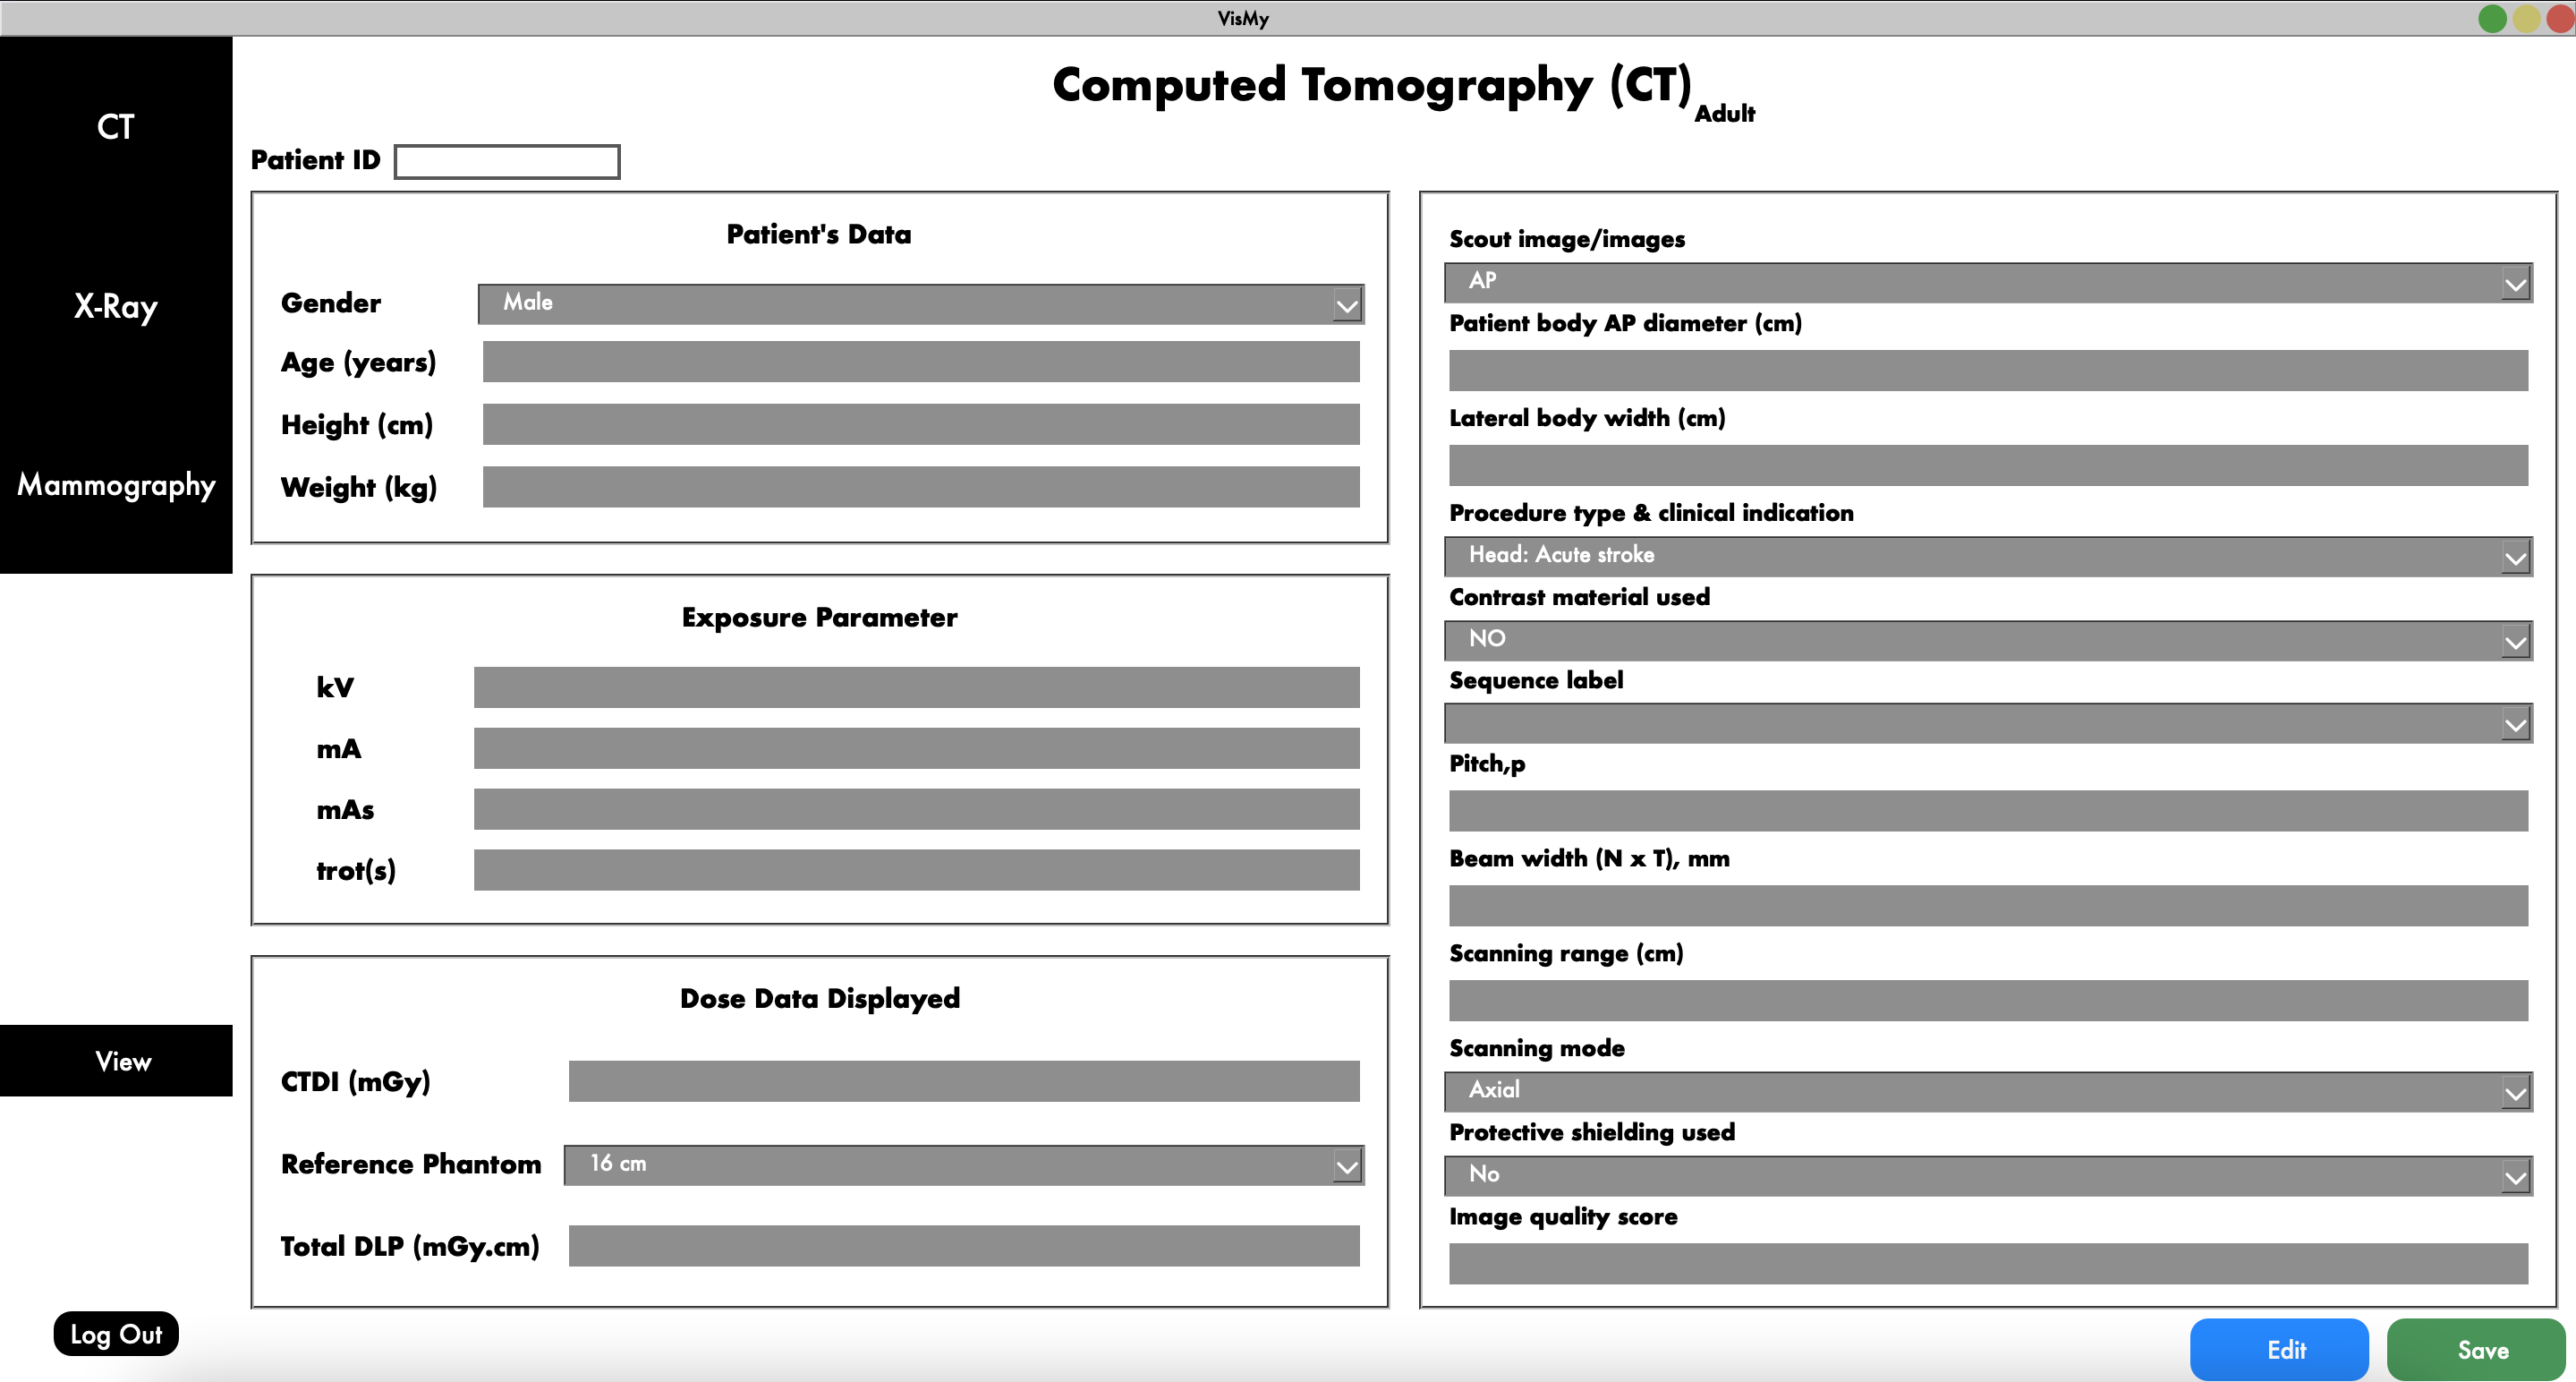 VisMy
CT
X-Ray
Mammography
View
Log Out
Computed Tomography (CT) Adult
Patient ID
Patient's Data
Gender Male
Age (years)
Height (cm)
Weight (kg)
Exposure Parameter
kV
mA
mAs
trot(s)
Dose Data Displayed
CTDI (mGy)
Reference Phantom 16 cm
Total DLP (mGy.cm)
Scout image/images
AP
Patient body AP diameter (cm)
Lateral body width (cm)
Procedure type & clinical indication
Head: Acute stroke
Contrast material used
NO
Sequence label
Pitch,p
Beam width (N x T), mm
Scanning range (cm)
Scanning mode
Axial
Protective shielding used
No
Image quality score
Edit
Save